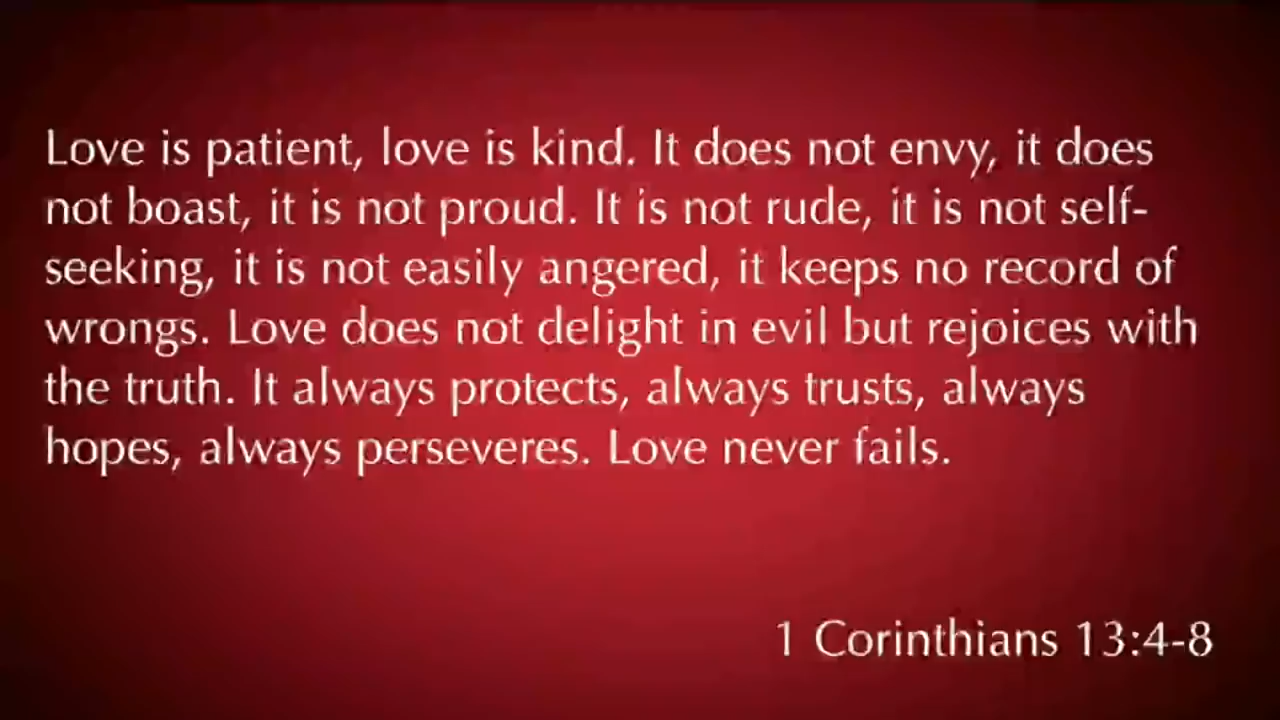 Love is patient, love is kind. It does not envy, it does
not boast, it is not proud. It is not rude, it is not self-
seeking, it is not easily angered, it keeps no record of
wrongs. Love does not delight in evil but rejoices with
the truth. It always protects, always trusts, always
hopes, always perseveres. Love never fails.
1 Corinthians 13:4-8